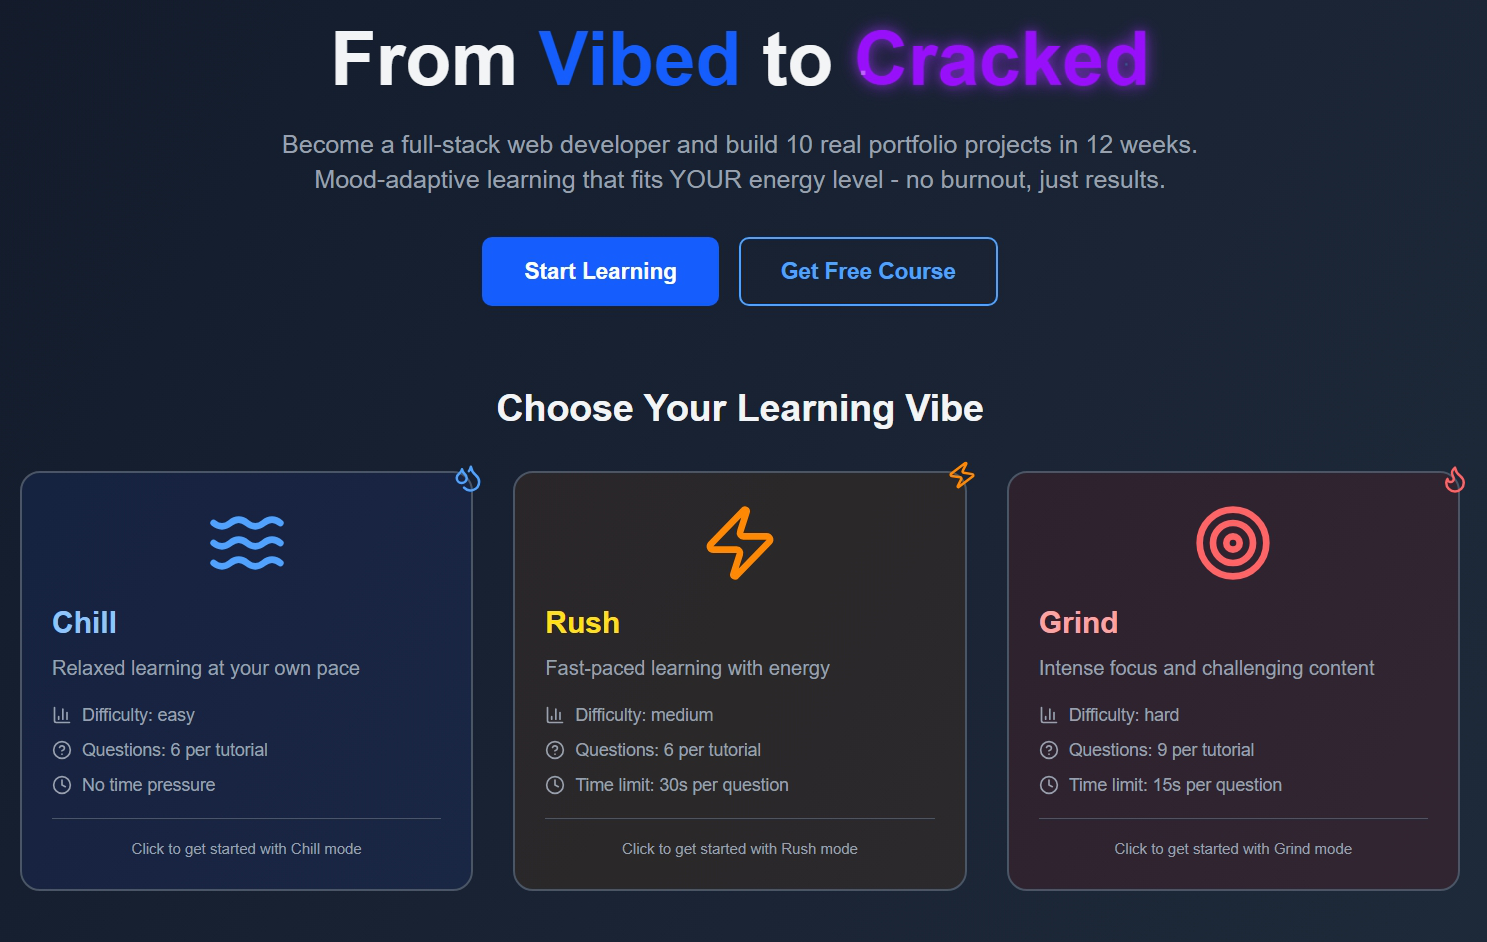 From Vibed to Cracked
Become a full-stack web developer and build 10 real portfolio projects in 12 weeks.
Mood-adaptive learning that fits YOUR energy level - no burnout, just results.
Start Learning
Get Free Course
Choose Your Learning Vibe
Chill
Relaxed learning at your own pace
Difficulty: easy
Questions: 6 per tutorial
No time pressure
Click to get started with Chill mode
Rush
Fast-paced learning with energy
Difficulty: medium
Questions: 6 per tutorial
Time limit: 30s per question
Click to get started with Rush mode
Grind
Intense focus and challenging content
Difficulty: hard
Questions: 9 per tutorial
Time limit: 15s per question
Click to get started with Grind mode